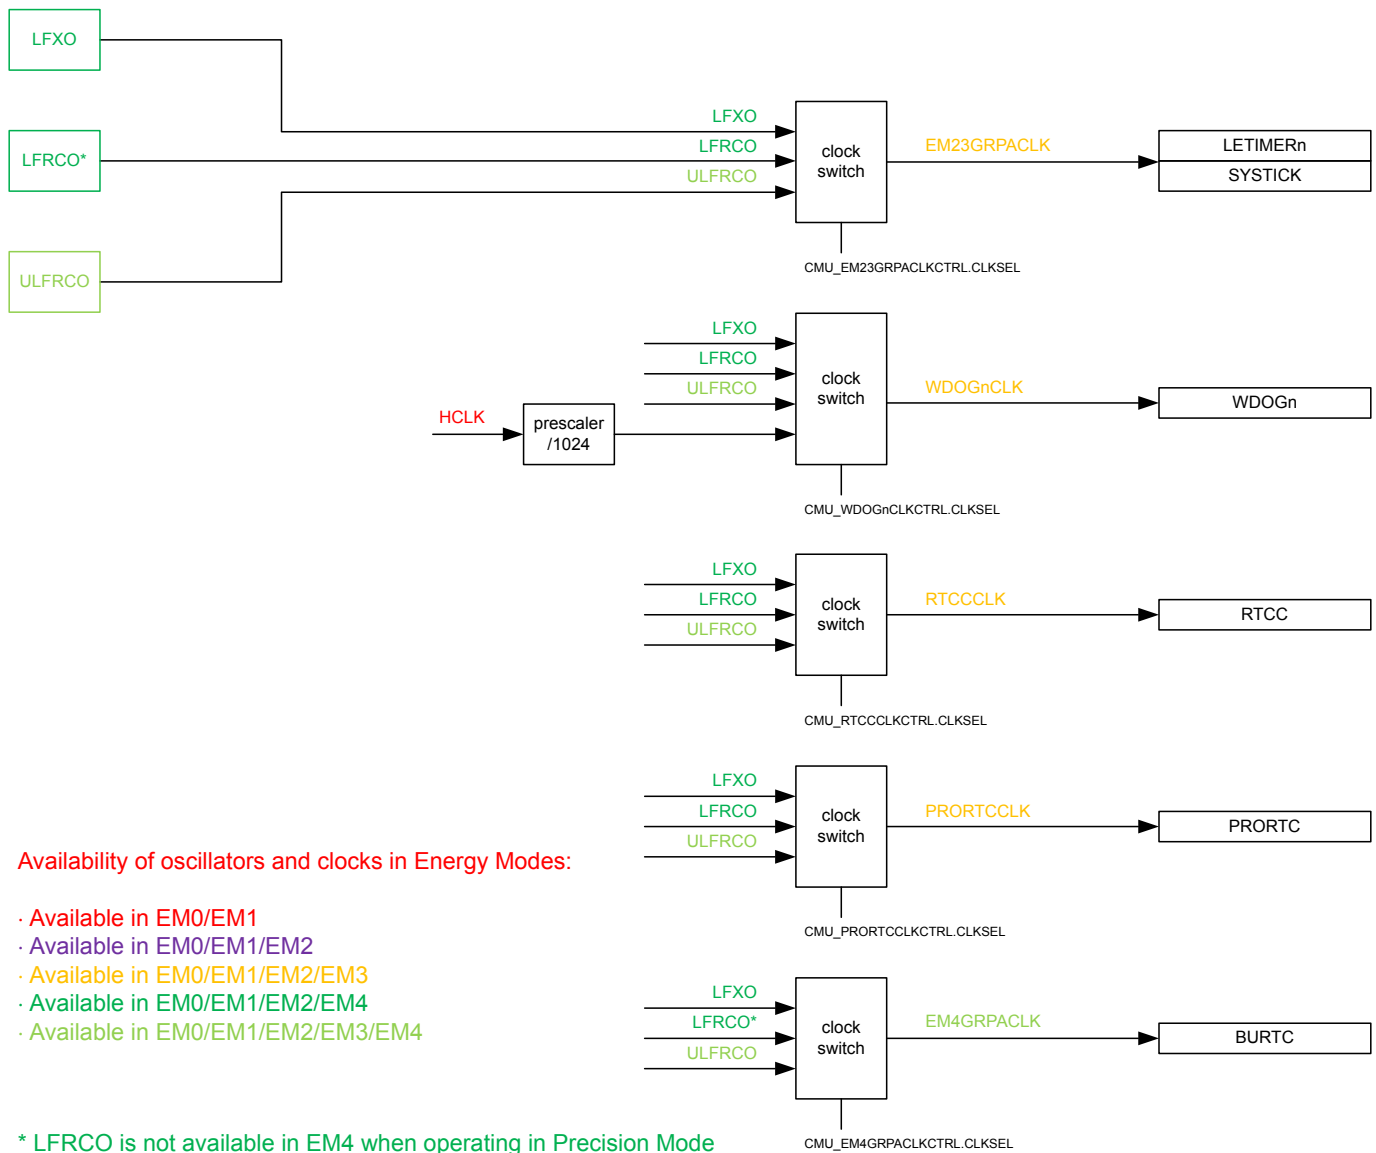 LFXO
LFRCO*
ULFRCO
LFXO
LFRCO
ULFRCO
clock
switch
EM23GRPACLK
LETIMERn
SYSTICK
CMU_EM23GRPACLKCTRL.CLKSEL
LFXO
LFRCO
ULFRCO
HCLK
prescaler
/1024
clock
switch
WDOGnCLK
WDOGn
CMU_WDOGnCLKCTRL.CLKSEL
LFXO
LFRCO
ULFRCO
clock
switch
RTCCCLK
RTCC
CMU_RTCCCLKCTRL.CLKSEL
LFXO
LFRCO
ULFRCO
clock
switch
PRORTCCLK
PRORTC
CMU_PRORTCCLKCTRL.CLKSEL
Availability of oscillators and clocks in Energy Modes:
· Available in EM0/EM1
· Available in EM0/EM1/EM2
· Available in EM0/EM1/EM2/EM3
· Available in EM0/EM1/EM2/EM4
· Available in EM0/EM1/EM2/EM3/EM4
LFXO
LFRCO*
ULFRCO
clock
switch
EM4GRPACLK
BURTC
CMU_EM4GRPACLKCTRL.CLKSEL
* LFRCO is not available in EM4 when operating in Precision Mode